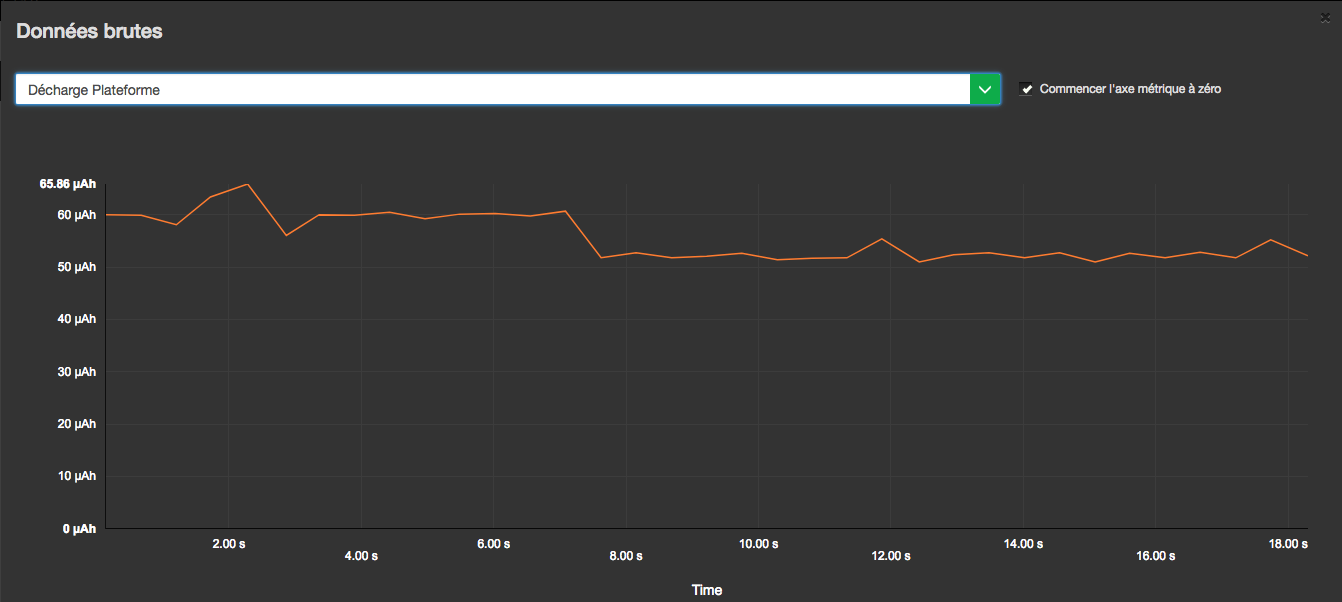 Données brutes
Décharge Plateforme
Commencer l'axe métrique à zéro
65.86 µAh
60 µAh
50 µAh
40 µAh
30 µAh
20 µAh
10 µAh
0 µAh
2.00 s
4.00 s
6.00 s
8.00 s
10.00 s
12.00 s
14.00 s
16.00 s
18.00 s
Time